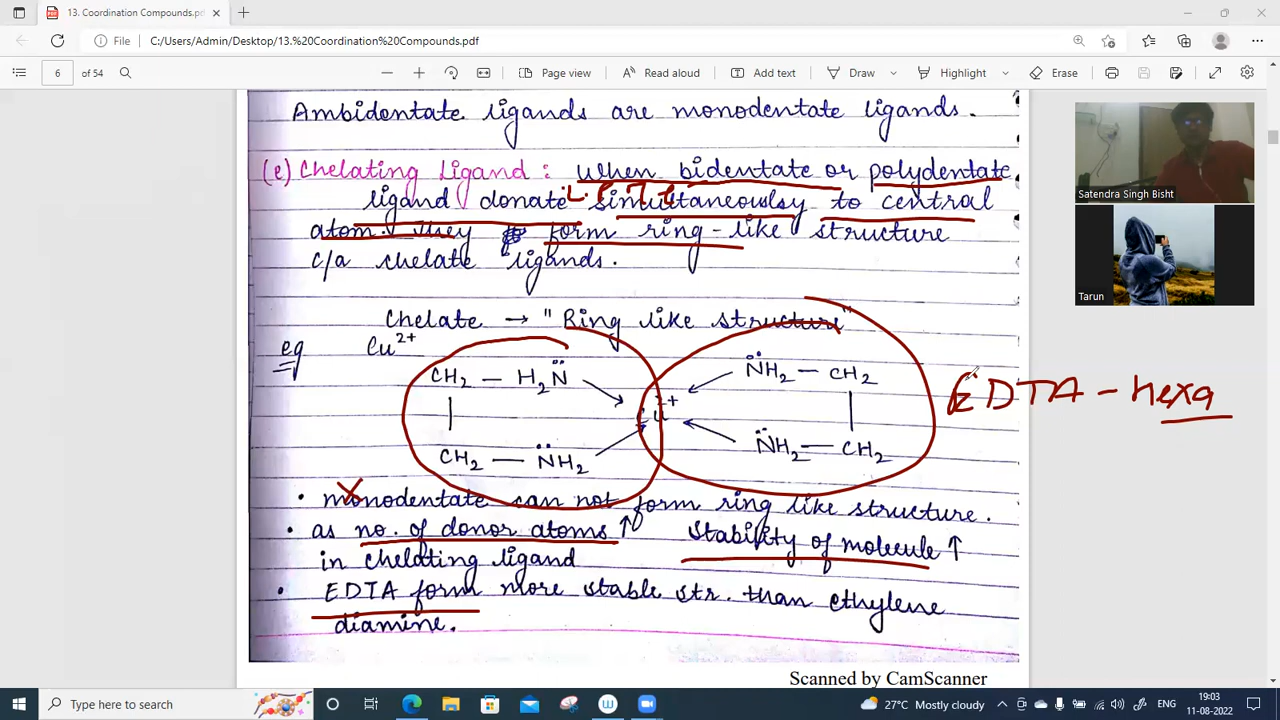 13. Coordination Compounds.pdf
File C:/Users/Admin/Desktop/13.%20Coordination%20Compounds.pdf
6 of 54 Page view Read aloud Add text Draw Highlight Erase
Ambidentate ligands are monodentate ligands.
(e) Chelating Ligand : when bidentate or polydentate
ligand donate L.P. simultaneously to central
atom. they form ring-like structure
c/a chelate ligands.
Chelate → "Ring like structure"
eg Cu²⁺
CH₂ — H₂N̈ N̈H₂ — CH₂
Cu²⁺
EDTA - hexa
CH₂ — N̈H₂ N̈H₂ — CH₂
• monodentate can not form ring like structure.
• as no. of donor atoms ↑ stability of molecule ↑
in chelating ligand
• EDTA form more stable str. than ethylene
diamine.
Scanned by CamScanner
Satendra Singh Bisht
Tarun
Type here to search
27°C Mostly cloudy ENG 19:03
11-08-2022